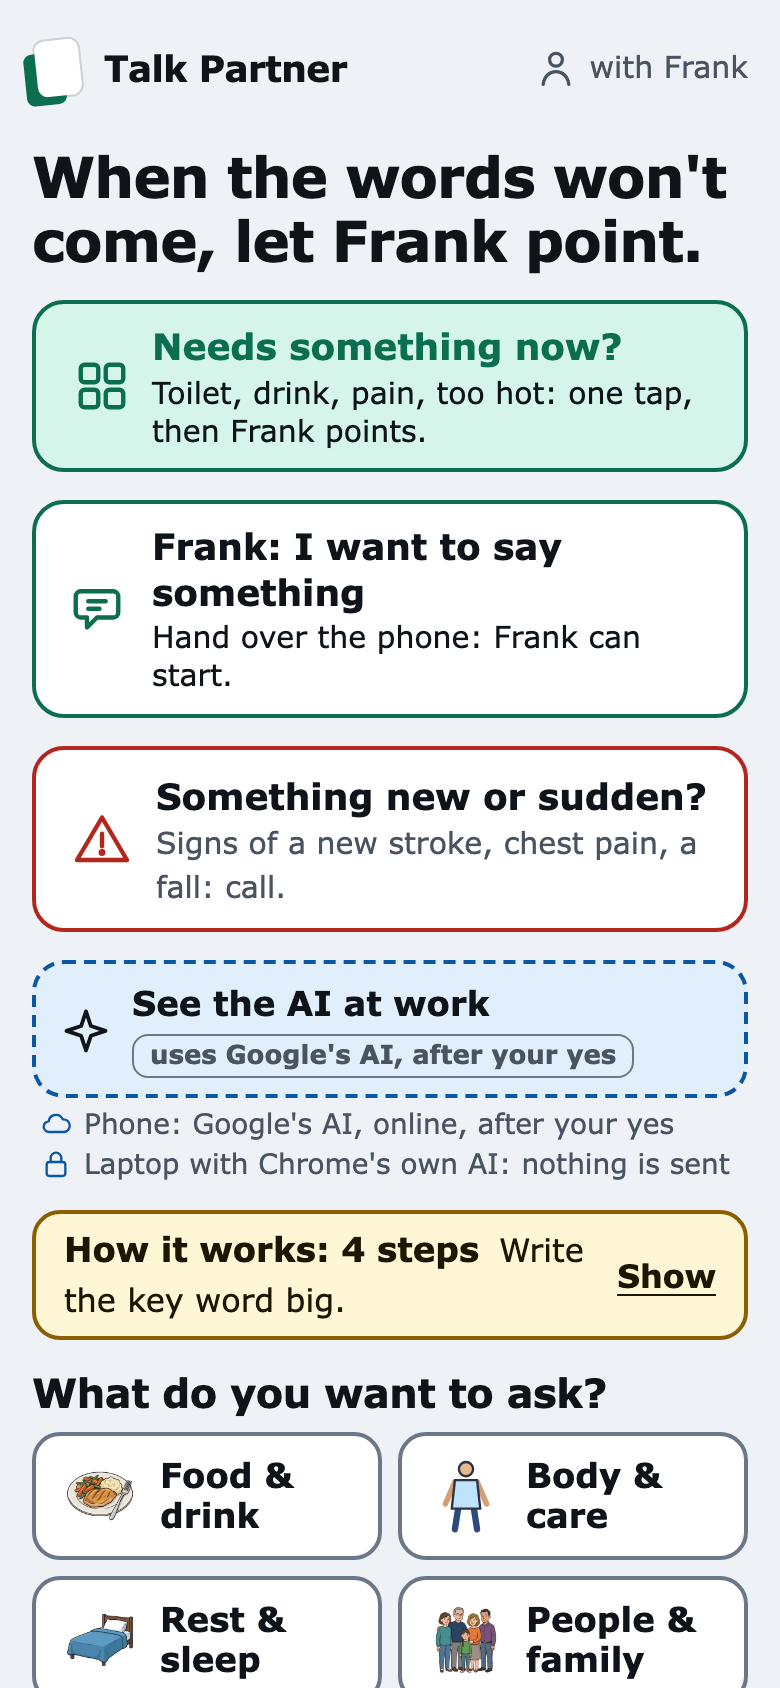 Talk Partner
with Frank
When the words won't
come, let Frank point.
Needs something now?
Toilet, drink, pain, too hot: one tap,
then Frank points.
Frank: I want to say
something
Hand over the phone: Frank can
start.
Something new or sudden?
Signs of a new stroke, chest pain, a
fall: call.
See the AI at work
uses Google's AI, after your yes
Phone: Google's AI, online, after your yes
Laptop with Chrome's own AI: nothing is sent
How it works: 4 steps Write
the key word big.
Show
What do you want to ask?
Food &
drink
Body &
care
Rest &
sleep
People &
family